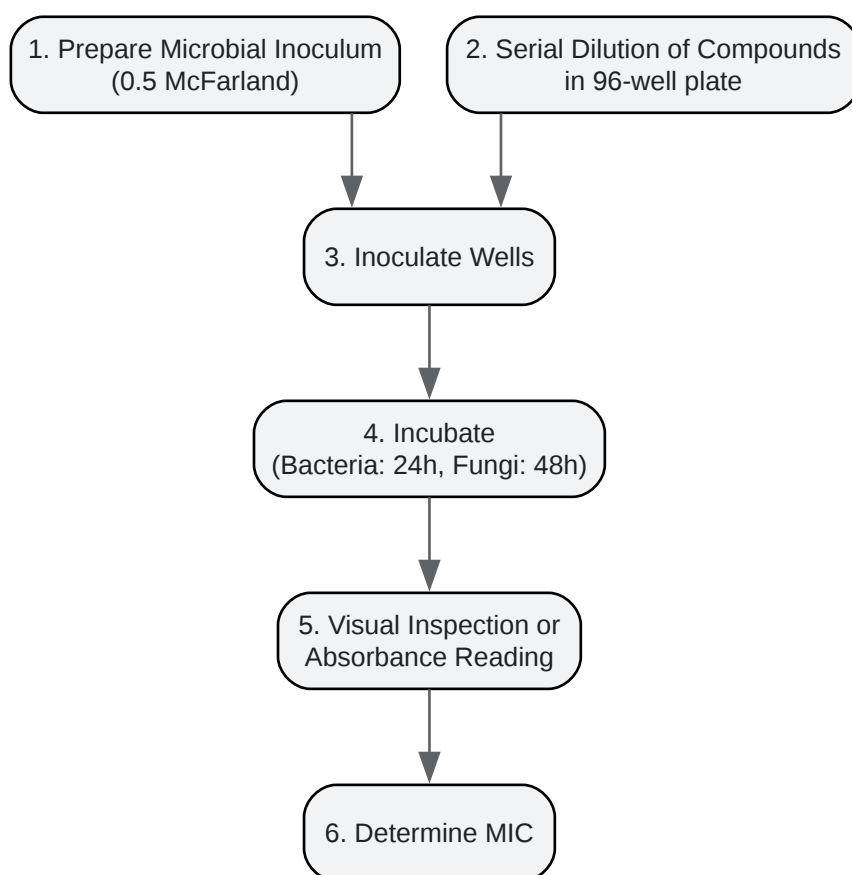 1. Prepare Microbial Inoculum
(0.5 McFarland)
2. Serial Dilution of Compounds
in 96-well plate
3. Inoculate Wells
4. Incubate
(Bacteria: 24h, Fungi: 48h)
5. Visual Inspection or
Absorbance Reading
6. Determine MIC